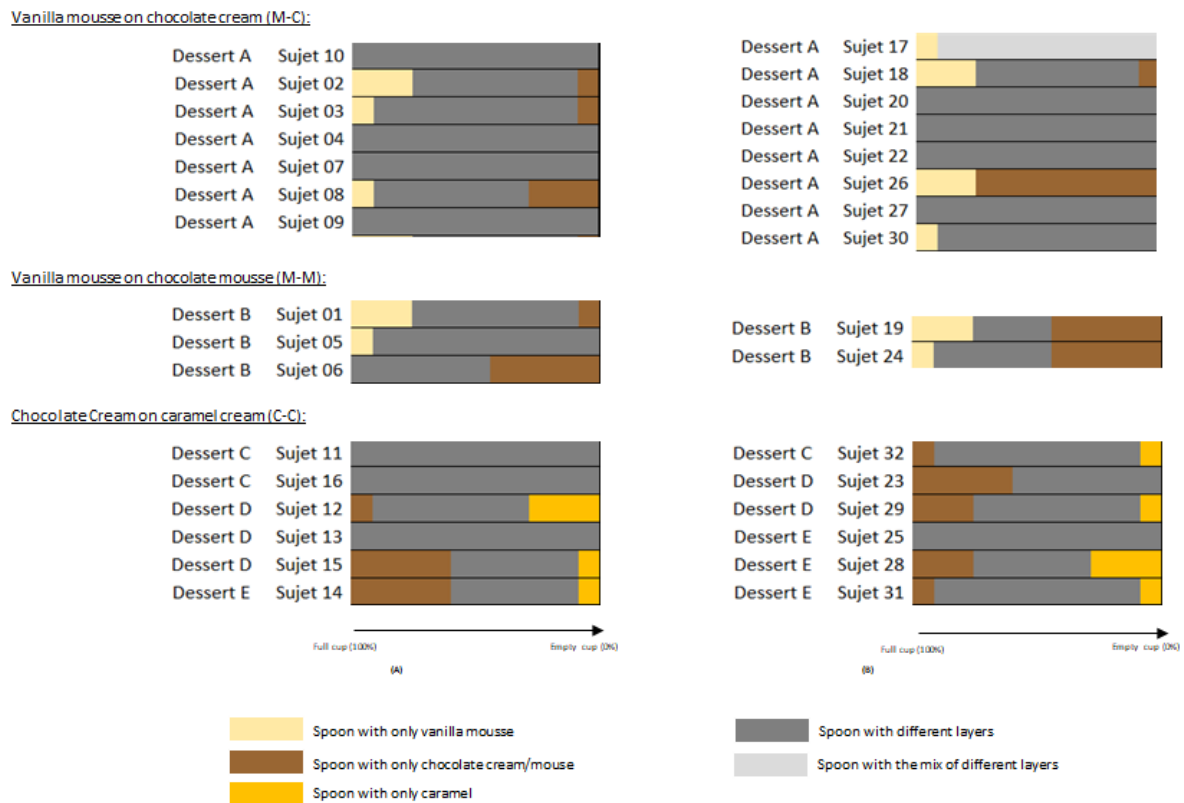 Vanilla mousse on chocolate cream (M-C):
Dessert A Sujet 10
Dessert A Sujet 02
Dessert A Sujet 03
Dessert A Sujet 04
Dessert A Sujet 07
Dessert A Sujet 08
Dessert A Sujet 09
Dessert A Sujet 17
Dessert A Sujet 18
Dessert A Sujet 20
Dessert A Sujet 21
Dessert A Sujet 22
Dessert A Sujet 26
Dessert A Sujet 27
Dessert A Sujet 30
Vanilla mousse on chocolate mousse (M-M):
Dessert B Sujet 01
Dessert B Sujet 05
Dessert B Sujet 06
Dessert B Sujet 19
Dessert B Sujet 24
Chocolate Cream on caramel cream (C-C):
Dessert C Sujet 11
Dessert C Sujet 16
Dessert D Sujet 12
Dessert D Sujet 13
Dessert D Sujet 15
Dessert E Sujet 14
Dessert C Sujet 32
Dessert D Sujet 23
Dessert D Sujet 29
Dessert E Sujet 25
Dessert E Sujet 28
Dessert E Sujet 31
Full cup (100%) Empty cup (0%)
(A)
Full cup (100%) Empty cup (0%)
(B)
Spoon with only vanilla mousse
Spoon with only chocolate cream/mouse
Spoon with only caramel
Spoon with different layers
Spoon with the mix of different layers